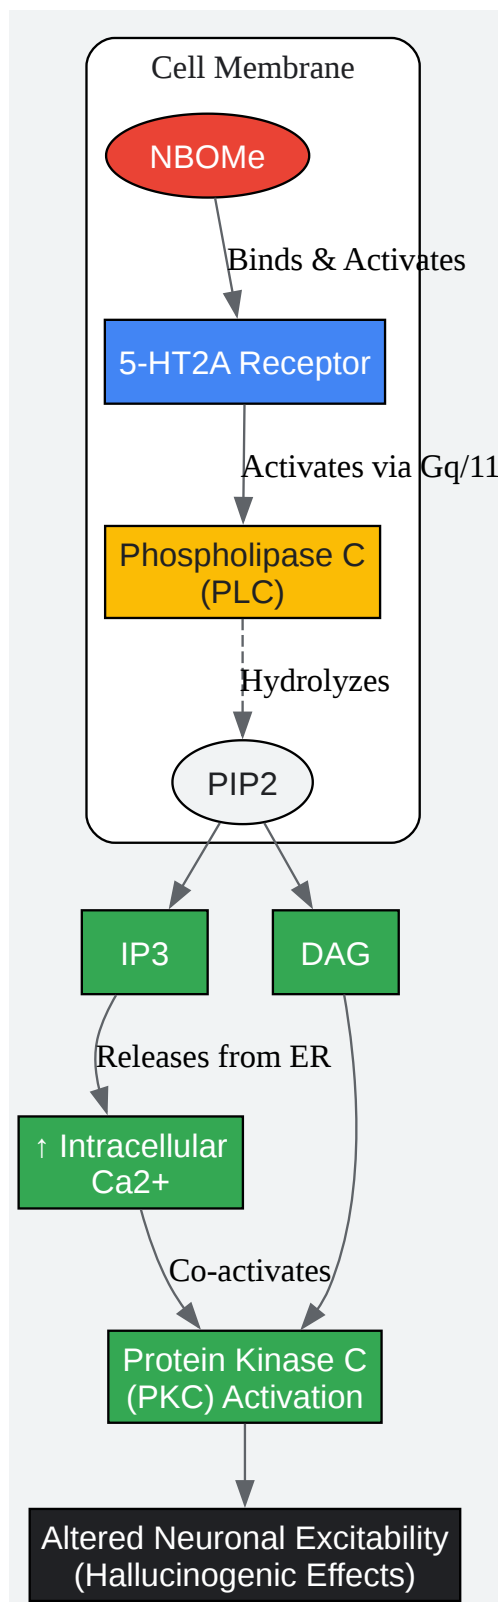 Cell Membrane
NBOMe
Binds & Activates
5-HT2A Receptor
Activates via Gq/11
Phospholipase C
(PLC)
Hydrolyzes
PIP2
IP3
DAG
Releases from ER
↑ Intracellular
Ca2+
Co-activates
Protein Kinase C
(PKC) Activation
Altered Neuronal Excitability
(Hallucinogenic Effects)